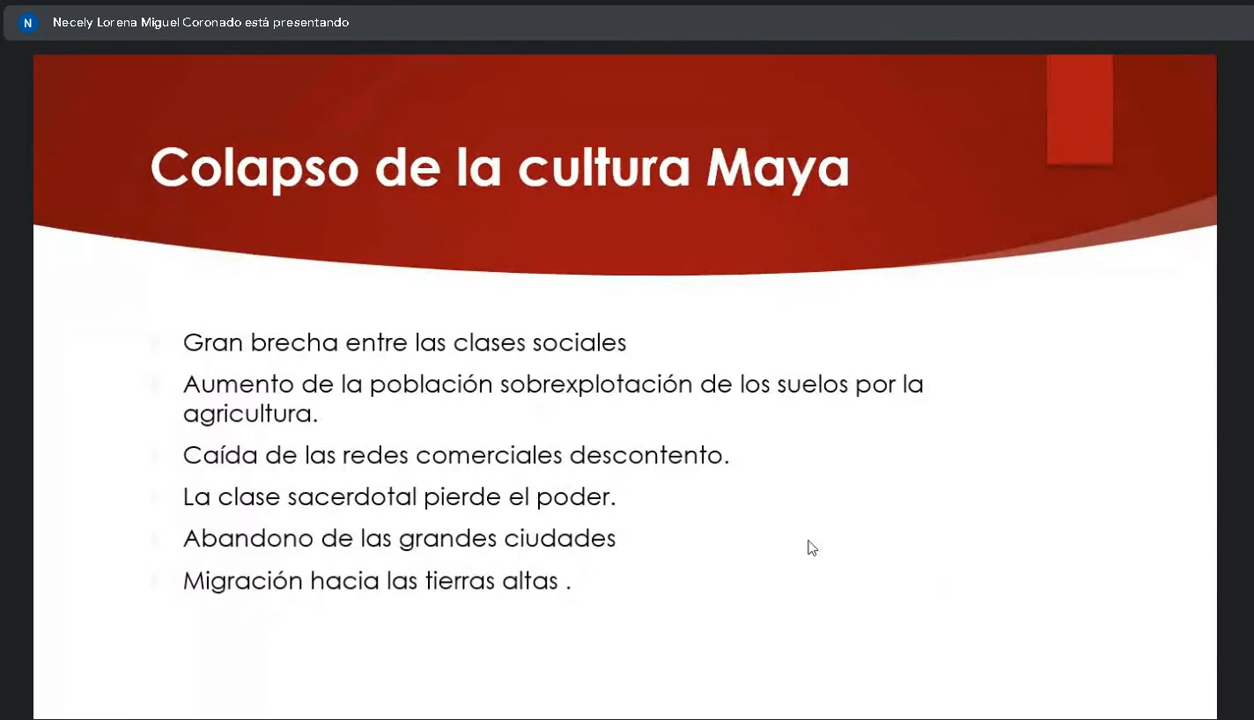 N
Necely Lorena Miguel Coronado está presentando
Colapso de la cultura Maya
Gran brecha entre las clases sociales
Aumento de la población sobrexplotación de los suelos por la
agricultura.
Caída de las redes comerciales descontento.
La clase sacerdotal pierde el poder.
Abandono de las grandes ciudades
Migración hacia las tierras altas .